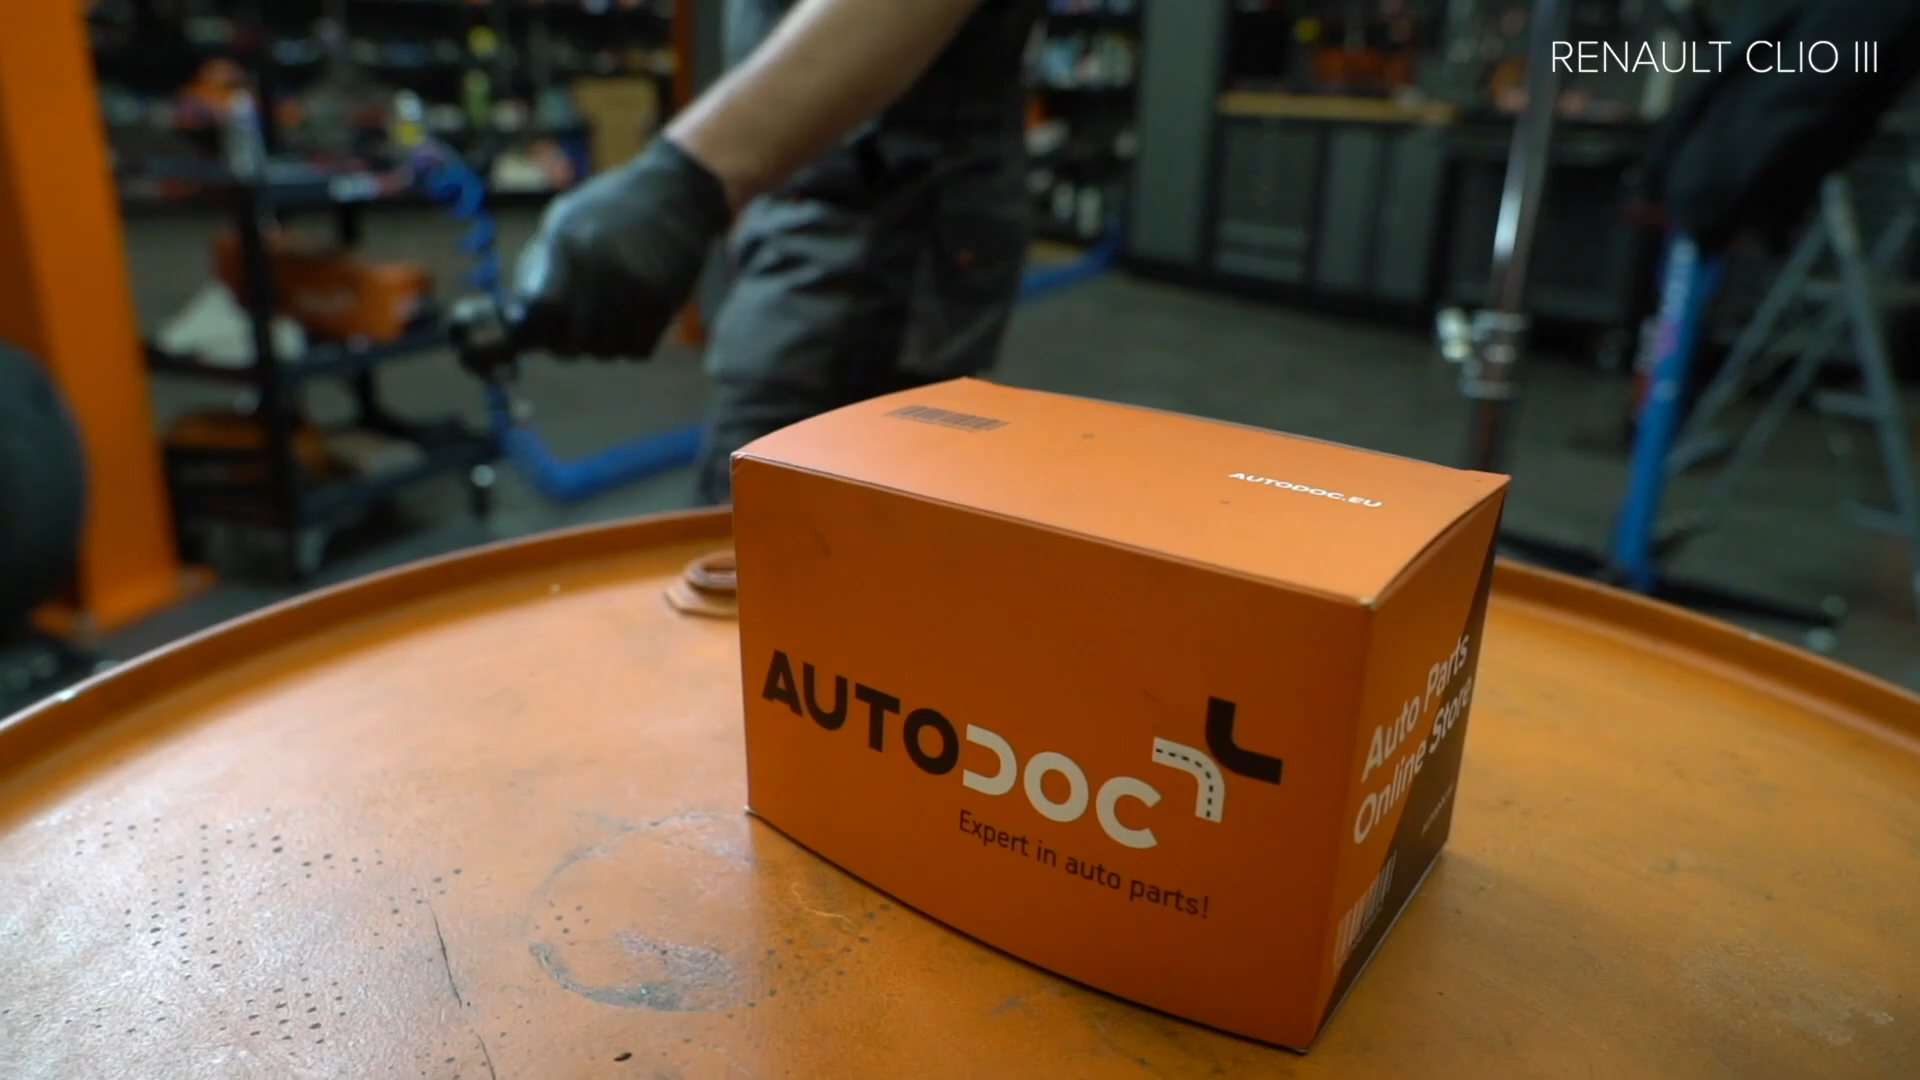 RENAULT CLIO III
AUTODOC.EU
AUTODOC
Expert in auto parts!
Auto Parts
Online Store